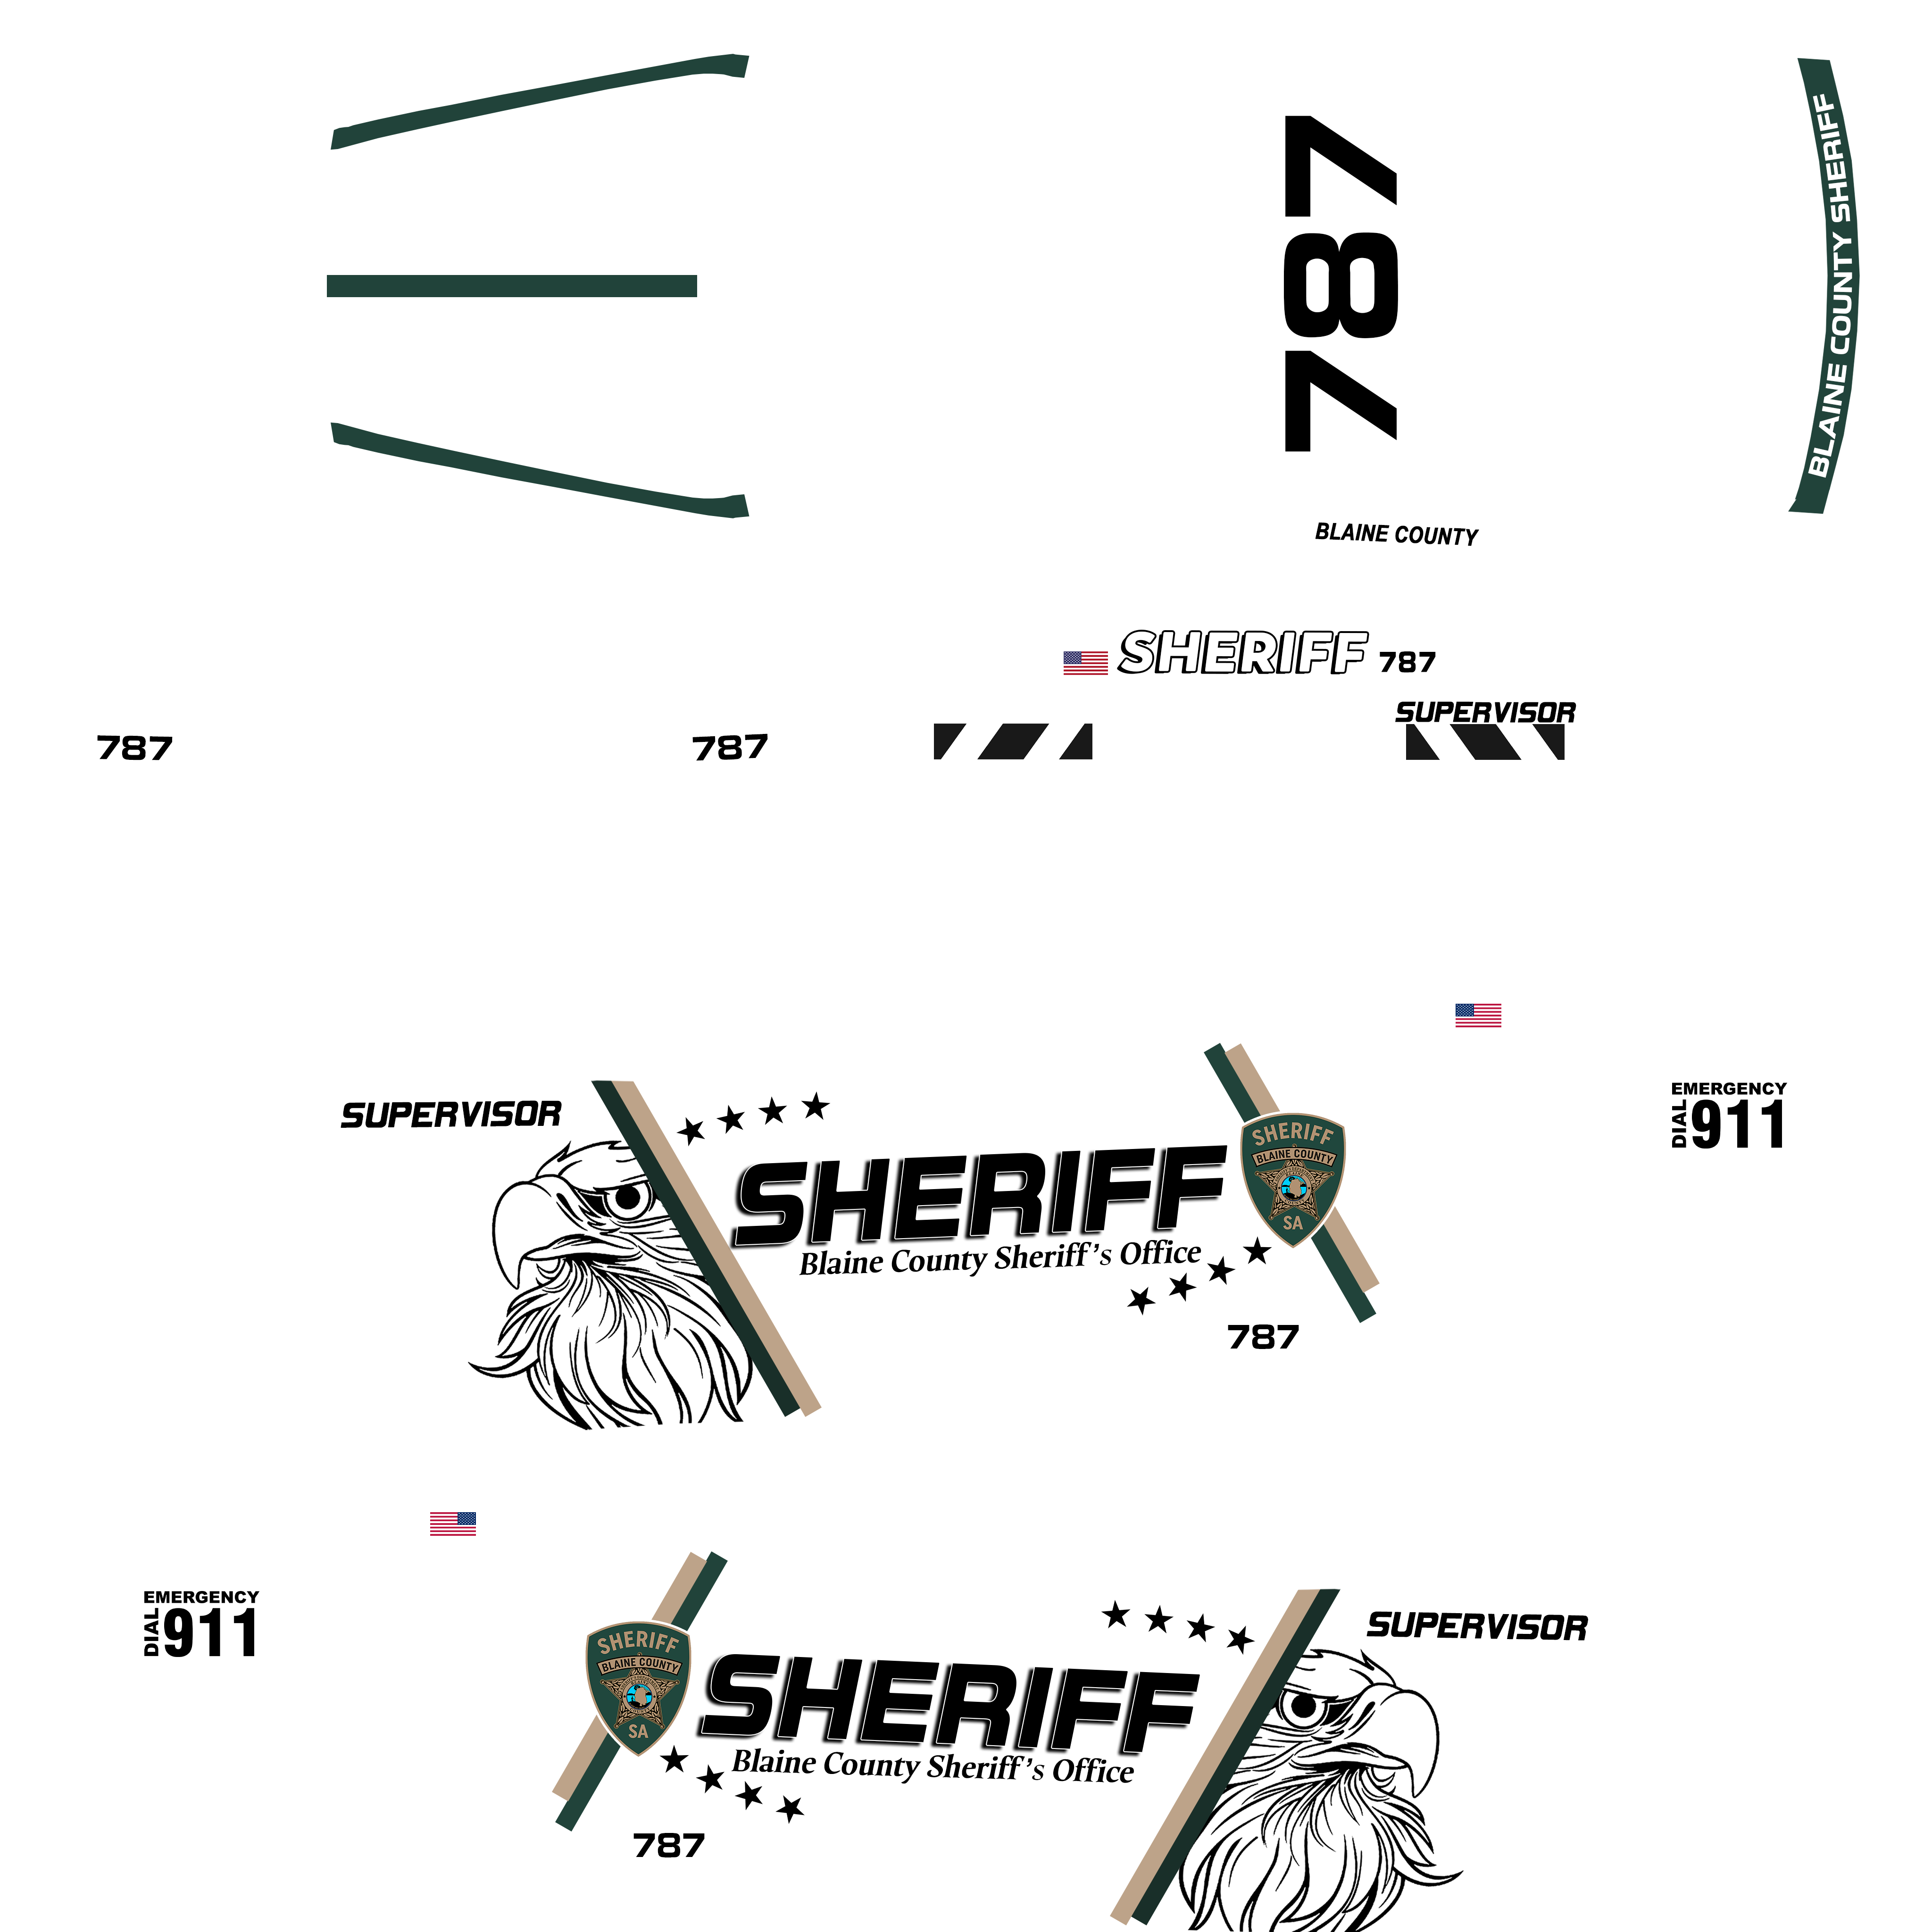 787
BLAINE COUNTY SHERIFF
BLAINE COUNTY
SHERIFF 787
SUPERVISOR
787
787
SUPERVISOR
SHERIFF
BLAINE COUNTY
SA
EMERGENCY
DIAL 911
SHERIFF
Blaine County Sheriff's Office
787
EMERGENCY
DIAL 911
SHERIFF
BLAINE COUNTY
SA
SUPERVISOR
SHERIFF
Blaine County Sheriff's Office
787